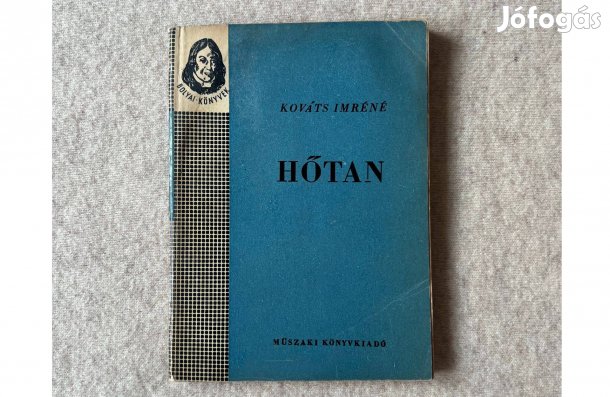 Jófogás
BOLYAI-KÖNYVEK
KOVÁTS IMRÉNÉ
HŐTAN
MŰSZAKI KÖNYVKIADÓ